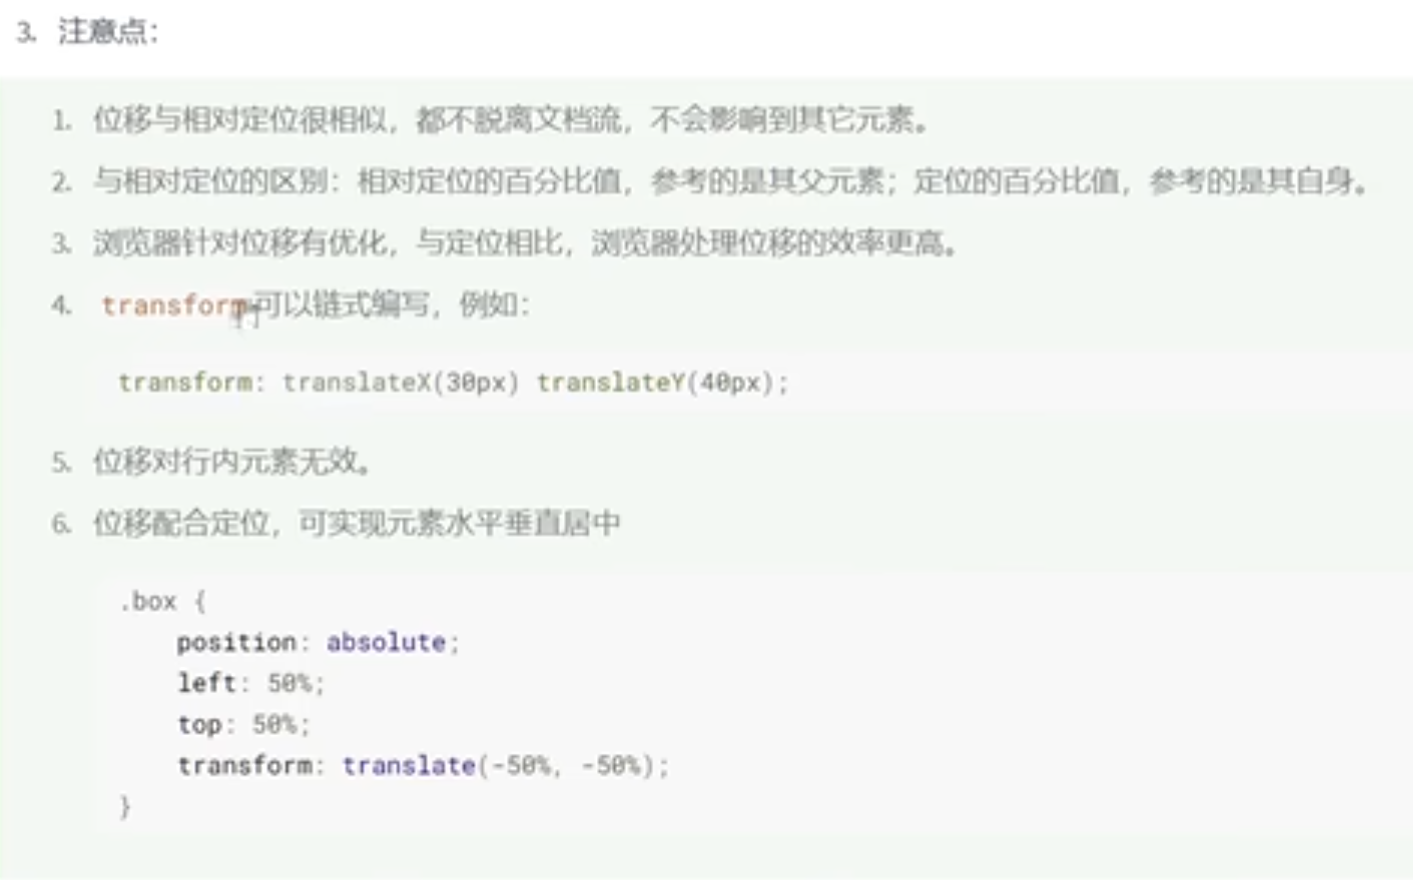 3. 注意点：
1. 位移与相对定位很相似，都不脱离文档流，不会影响到其它元素。
2. 与相对定位的区别：相对定位的百分比值，参考的是其父元素；定位的百分比值，参考的是其自身。
3. 浏览器针对位移有优化，与定位相比，浏览器处理位移的效率更高。
4. transform 可以链式编写，例如：
transform: translateX(30px) translateY(40px);
5. 位移对行内元素无效。
6. 位移配合定位，可实现元素水平垂直居中
.box {
position: absolute;
left: 50%;
top: 50%;
transform: translate(-50%, -50%);
}